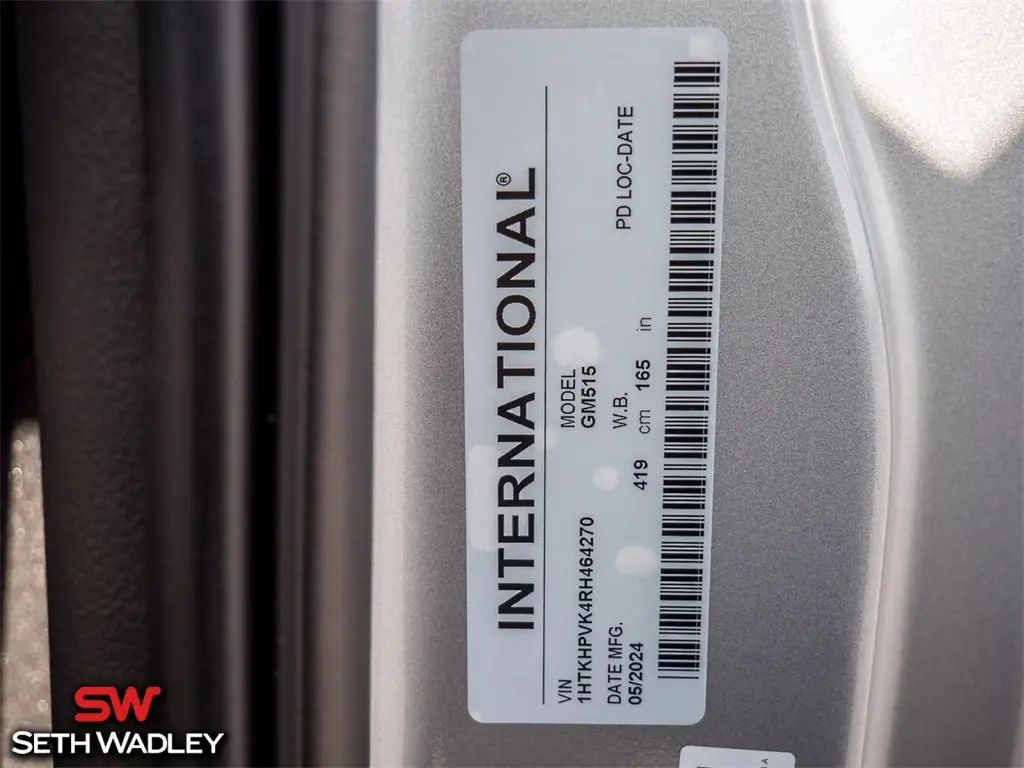 INTERNATIONAL®
VIN
1HTKHPVK4RH464270
MODEL
GM515
DATE MFG.
05/2024
W.B.
419 cm 165 in
PD LOC-DATE
SW
SETH WADLEY